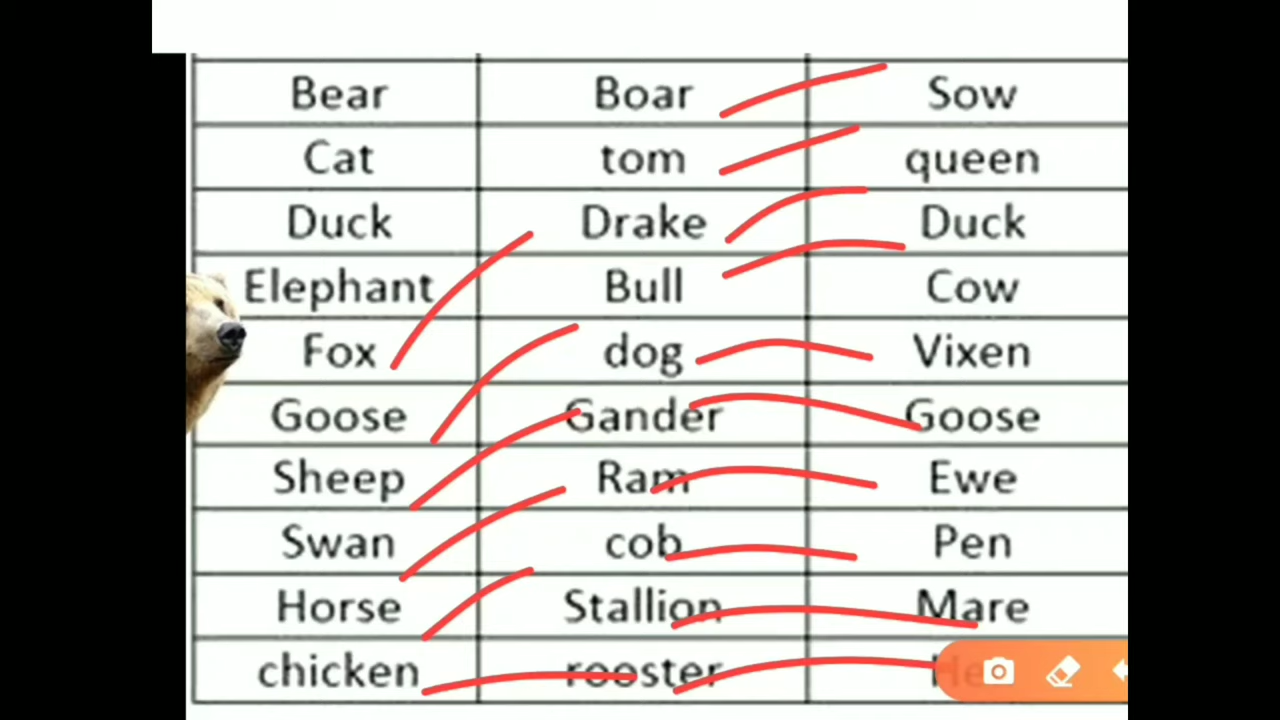 Bear Boar Sow
Cat tom queen
Duck Drake Duck
Elephant Bull Cow
Fox dog Vixen
Goose Gander Goose
Sheep Ram Ewe
Swan cob Pen
Horse Stallion Mare
chicken rooster